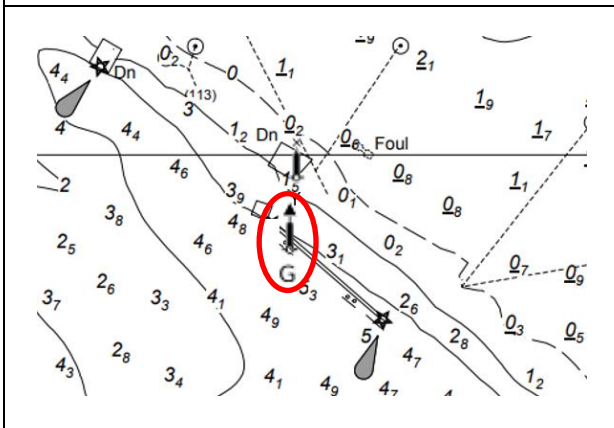 0₂ 0 1₁ 9 2₁
4₄ Dn (113) 1₉
4 4₄ 3 1₂ Dn 0₂ 0₆ Foul 1₇
2 4₆ 0₈ 1₁
3₈ 3₉ 0₁ 0₈
2₅ 4₆ 4₈ 3₁ 0₂
2₆ G 0₇ 0₉
3₇ 3₃ 4₁ 5₃ 2₆
4₉ 5 0₃ 0₅
2₈ 2₈
4₃ 3₄ 4₁ 4₉ 4₇ 4₇ 1₂